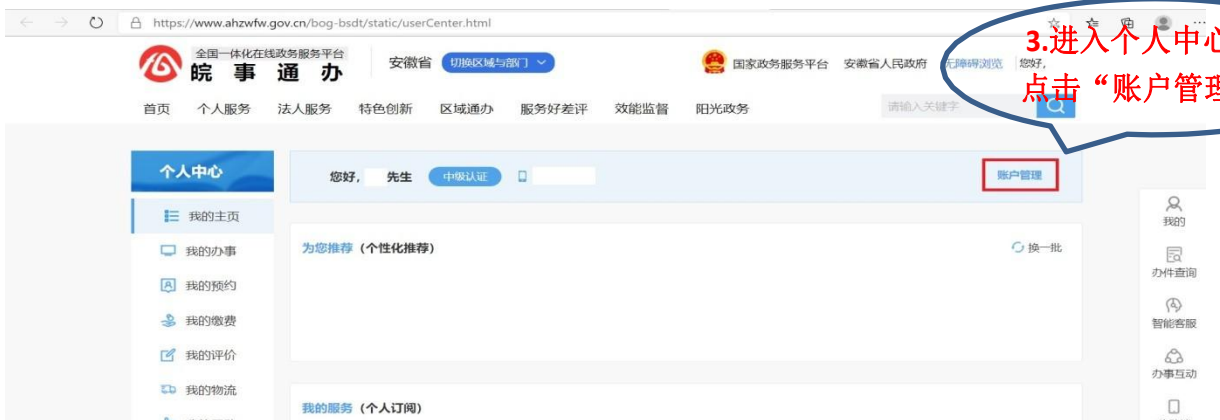 https://www.ahzwfw.gov.cn/bog-bsdt/static/userCenter.html
全国一体化在线政务服务平台
皖事通办
安徽省 切换区域与部门
国家政务服务平台 安徽省人民政府 无障碍浏览 您好,
3.进入个人中心
点击“账户管理
首页 个人服务 法人服务 特色创新 区域通办 服务好差评 效能监督 阳光政务
请输入关键字
个人中心
您好, 先生 中级认证
账户管理
我的主页
我的办事
我的预约
我的缴费
我的评价
我的物流
为您推荐(个性化推荐)
换一批
我的服务(个人订阅)
我的
办件查询
智能客服
办事互动